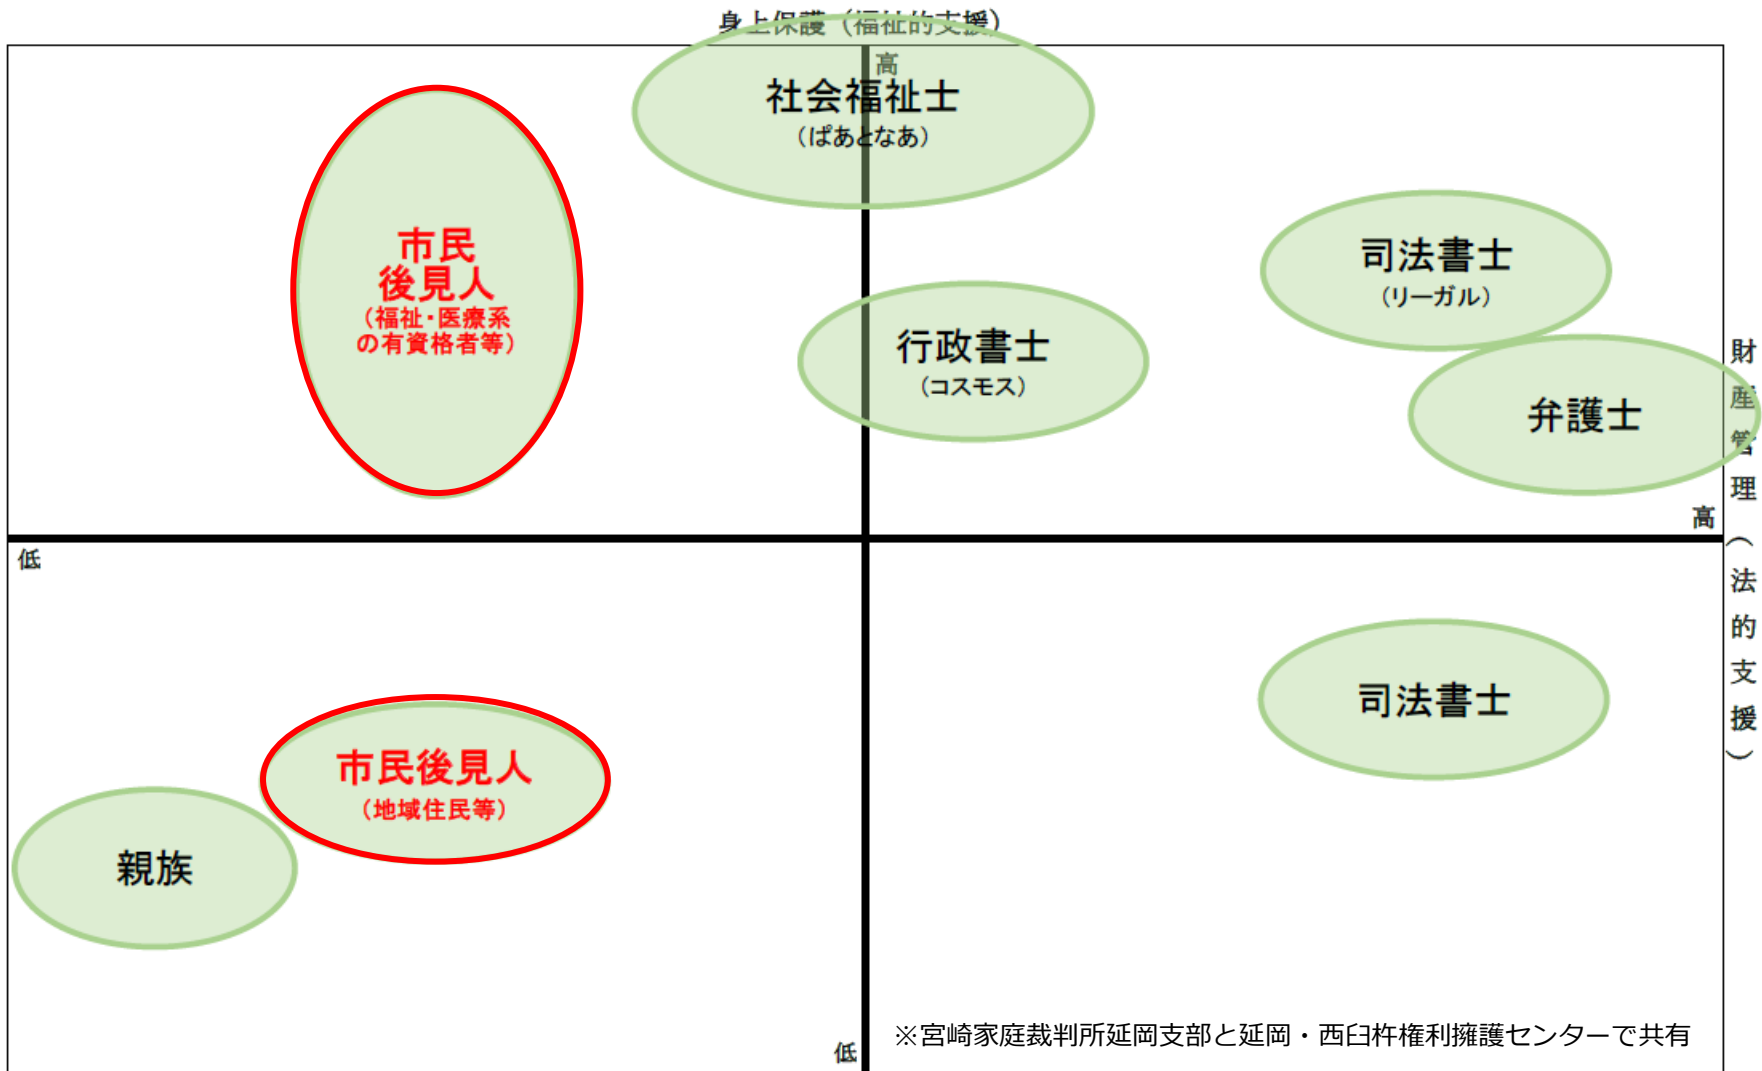 身上保護（福祉的支援）
高
社会福祉士
（ぱあとなあ）
市民
後見人
（福祉・医療系
の有資格者等）
司法書士
（リーガル）
行政書士
（コスモス）
弁護士
財産管理（法的支援）
高
低
司法書士
市民後見人
（地域住民等）
親族
低
※宮崎家庭裁判所延岡支部と延岡・西臼杵権利擁護センターで共有